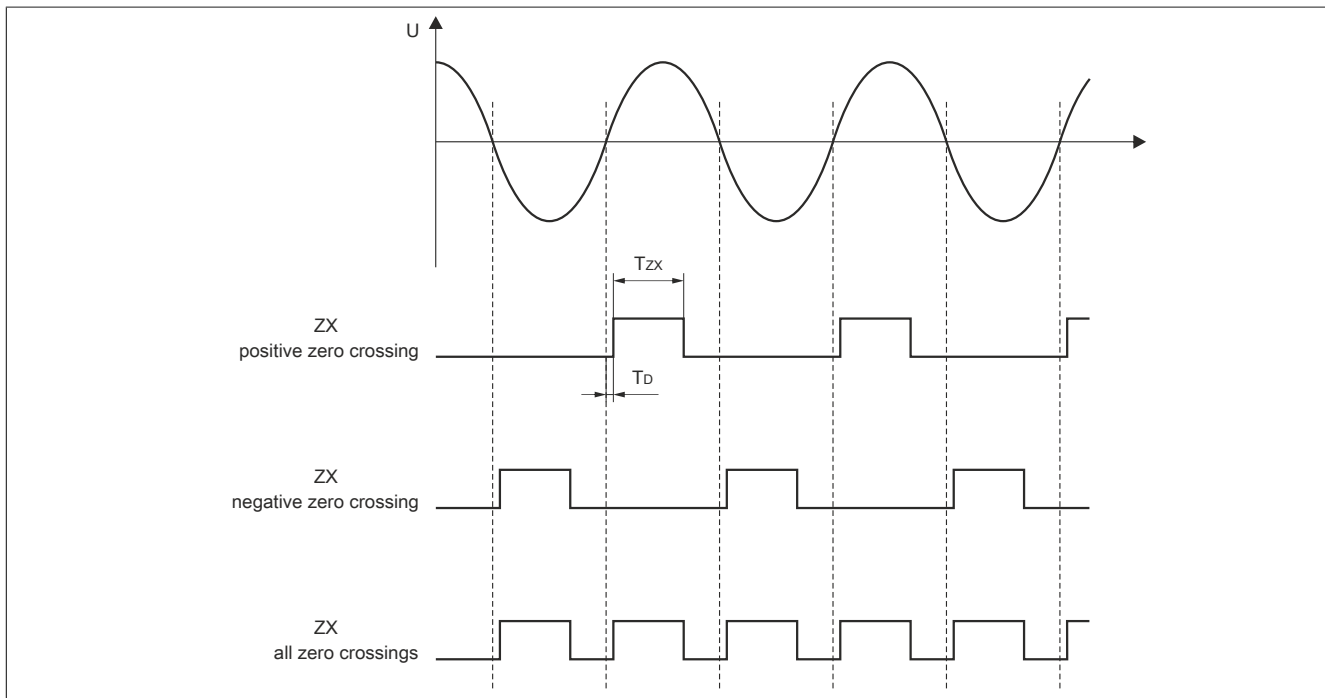 U
TZX
ZX
positive zero crossing
TD
ZX
negative zero crossing
ZX
all zero crossings